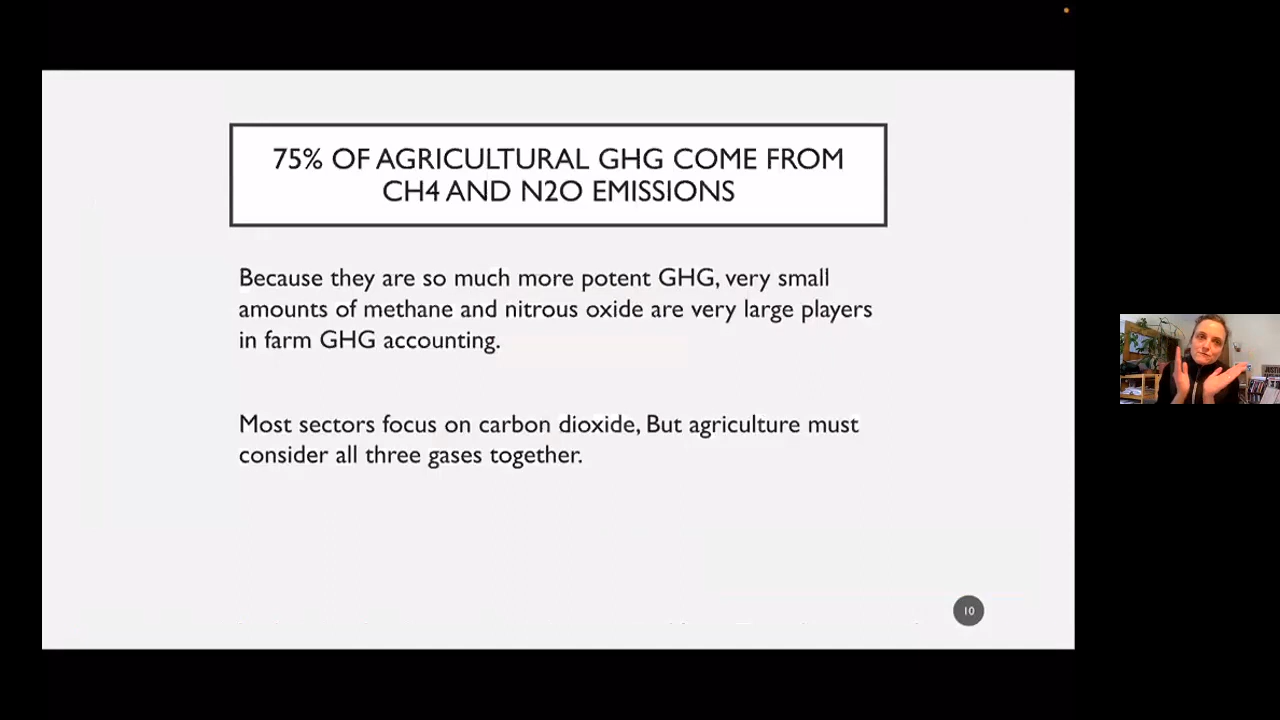 75% OF AGRICULTURAL GHG COME FROM
CH4 AND N2O EMISSIONS
Because they are so much more potent GHG, very small
amounts of methane and nitrous oxide are very large players
in farm GHG accounting.
Most sectors focus on carbon dioxide, But agriculture must
consider all three gases together.
10